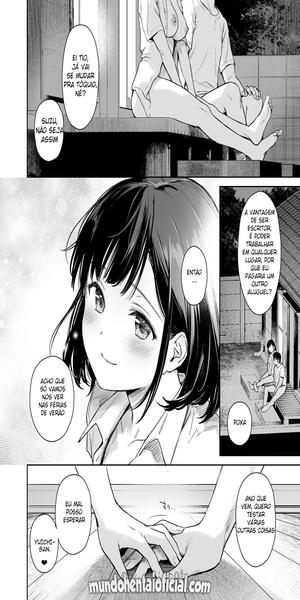 EI TIO,
JÁ VAI
SE MUDAR
PRA TÓQUIO,
NÉ?
SUZU,
NÃO SEJA
ASSIM
A VANTAGEM
DE SER
ESCRITOR,
É PODER
TRABALHAR
EM QUALQUER
LUGAR, POR
QUE EU
PAGARIA
UM OUTRO
ALUGUEL?
ENTÃO
...
POXA
ACHO QUE
SÓ VAMOS
NOS VER
NAS FÉRIAS
DE VERÃO
ANO QUE
VEM, QUERO
TESTAR
VÁRIAS
OUTRAS COISAS
EU MAL
POSSO
ESPERAR
YUICHI-
SAN.
♥
mundohentaioficial.com